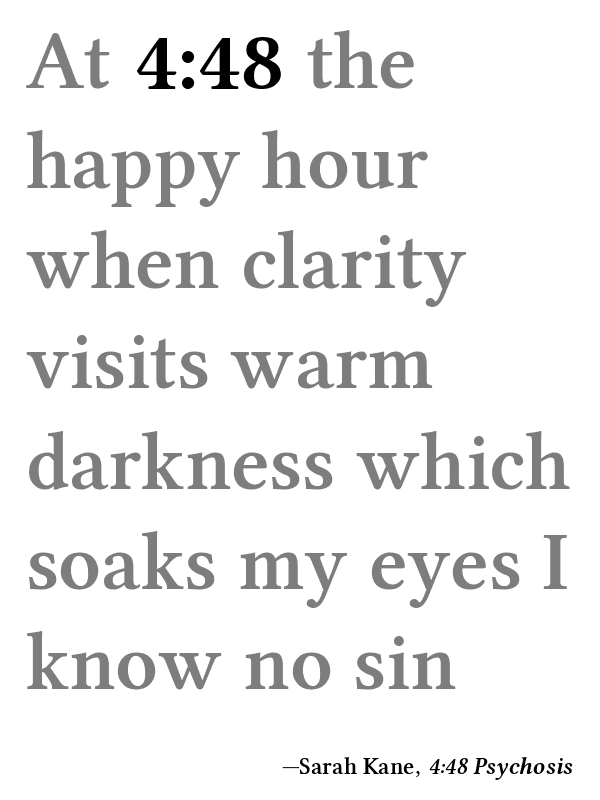 At 4:48 the
happy hour
when clarity
visits warm
darkness which
soaks my eyes I
know no sin
—Sarah Kane, 4:48 Psychosis